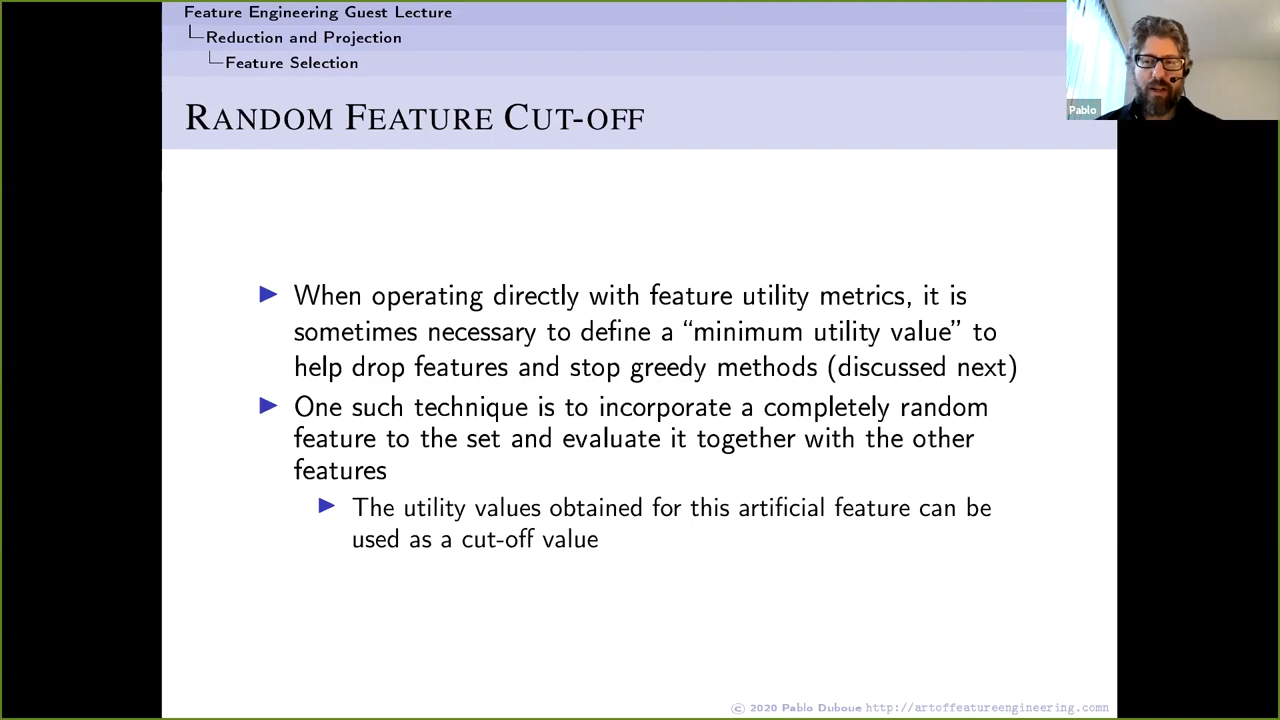 Feature Engineering Guest Lecture
Reduction and Projection
Feature Selection
RANDOM FEATURE CUT-OFF
When operating directly with feature utility metrics, it is
sometimes necessary to define a “minimum utility value” to
help drop features and stop greedy methods (discussed next)
One such technique is to incorporate a completely random
feature to the set and evaluate it together with the other
features
The utility values obtained for this artificial feature can be
used as a cut-off value
Pablo
© 2020 Pablo Duboue http://artoffeatureengineering.comn